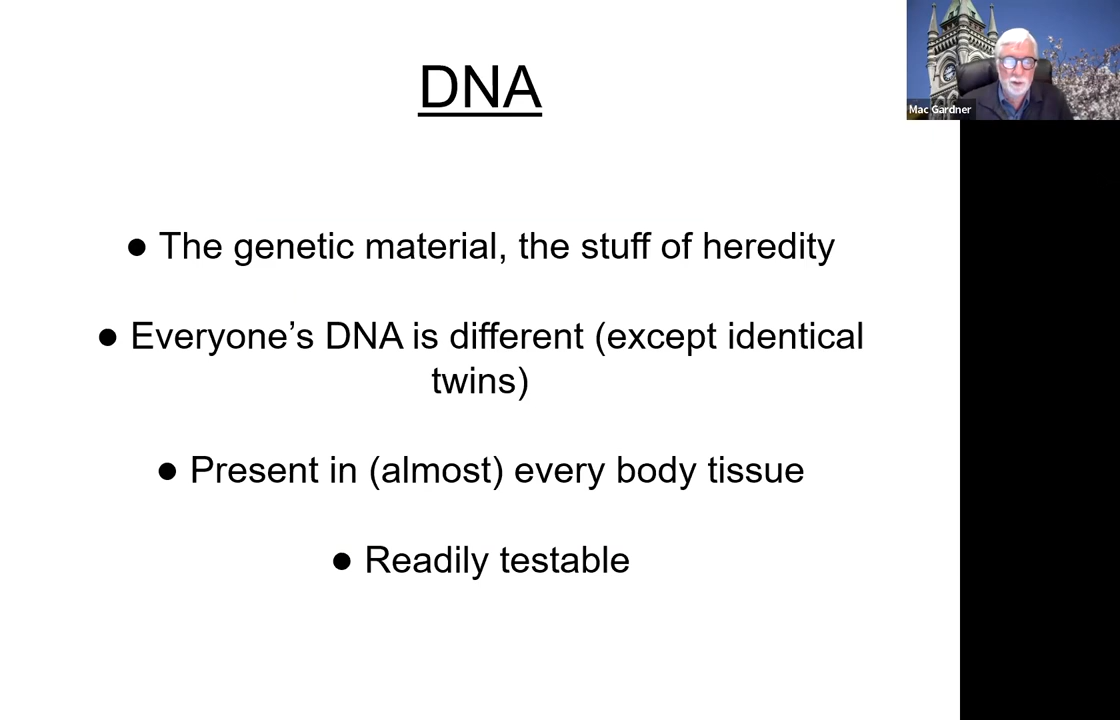 DNA
Mac Gardner
● The genetic material, the stuff of heredity
● Everyone’s DNA is different (except identical
twins)
● Present in (almost) every body tissue
● Readily testable